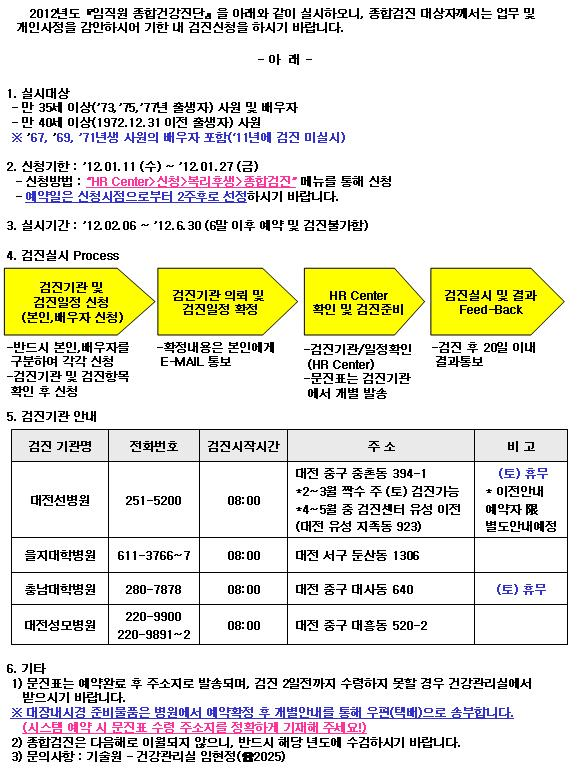 2012년도 『임직원 종합건강진단』을 아래와 같이 실시하오니, 종합검진 대상자께서는 업무 및
개인사정을 감안하시어 기한 내 검진신청을 하시기 바랍니다.
- 아 래 -
1. 실시대상
- 만 35세 이상('73,'75,'77년 출생자) 사원 및 배우자
- 만 40세 이상(1972.12.31 이전 출생자) 사원
※ '67, '69, '71년생 사원의 배우자 포함('11년에 검진 미실시)
2. 신청기한 : '12.01.11 (수) ~ '12.01.27 (금)
- 신청방법 : "HR Center>신청>복리후생>종합검진" 메뉴를 통해 신청
- 예약일은 신청시점으로부터 2주후로 선정하시기 바랍니다.
3. 실시기간 : '12.02.06 ~ '12.6.30 (6말 이후 예약 및 검진불가함)
4. 검진실시 Process
검진기관 및
검진일정 신청
(본인,배우자 신청)
검진기관 의뢰 및
검진일정 확정
HR Center
확인 및 검진준비
검진실시 및 결과
Feed-Back
-반드시 본인,배우자를
구분하여 각각 신청
-검진기관 및 검진항목
확인 후 신청
-확정내용은 본인에게
E-MAIL 통보
-검진기관/일정확인
(HR Center)
-문진표는 검진기관
에서 개별 발송
-검진 후 20일 이내
결과통보
5. 검진기관 안내
검진 기관명 전화번호 검진시작시간 주 소 비 고
대전선병원 251-5200 08:00
대전 중구 중촌동 394-1
*2~3월 짝수 주 (토) 검진가능
*4~5월 중 검진센터 유성 이전
(대전 유성 지족동 923)
(토) 휴무
* 이전안내
예약자 限
별도안내예정
을지대학병원 611-3766~7 08:00 대전 서구 둔산동 1306
충남대학병원 280-7878 08:00 대전 중구 대사동 640 (토) 휴무
대전성모병원 220-9900
220-9891~2 08:00 대전 중구 대흥동 520-2
6. 기타
1) 문진표는 예약완료 후 주소지로 발송되며, 검진 2일전까지 수령하지 못할 경우 건강관리실에서
받으시기 바랍니다.
※ 대장내시경 준비물품은 병원에서 예약확정 후 개별안내를 통해 우편(택배)으로 송부합니다.
(시스템 예약 시 문진표 수령 주소지를 정확하게 기재해 주세요!)
2) 종합검진은 다음해로 이월되지 않으니, 반드시 해당 년도에 수검하시기 바랍니다.
3) 문의사항 : 기술원 - 건강관리실 임현정(☎2025)